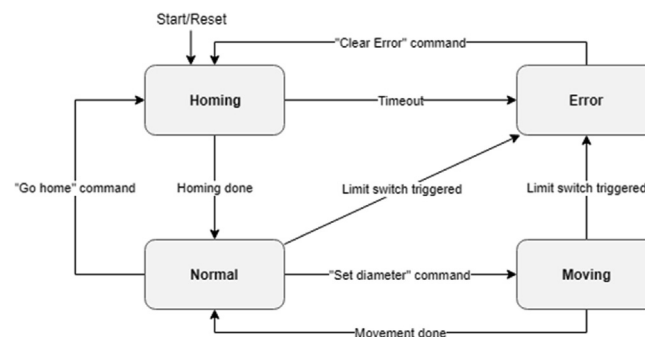 Start/Reset
"Clear Error" command
Homing
Timeout
Error
"Go home" command
Homing done
Limit switch triggered
Limit switch triggered
Normal
"Set diameter" command
Moving
Movement done